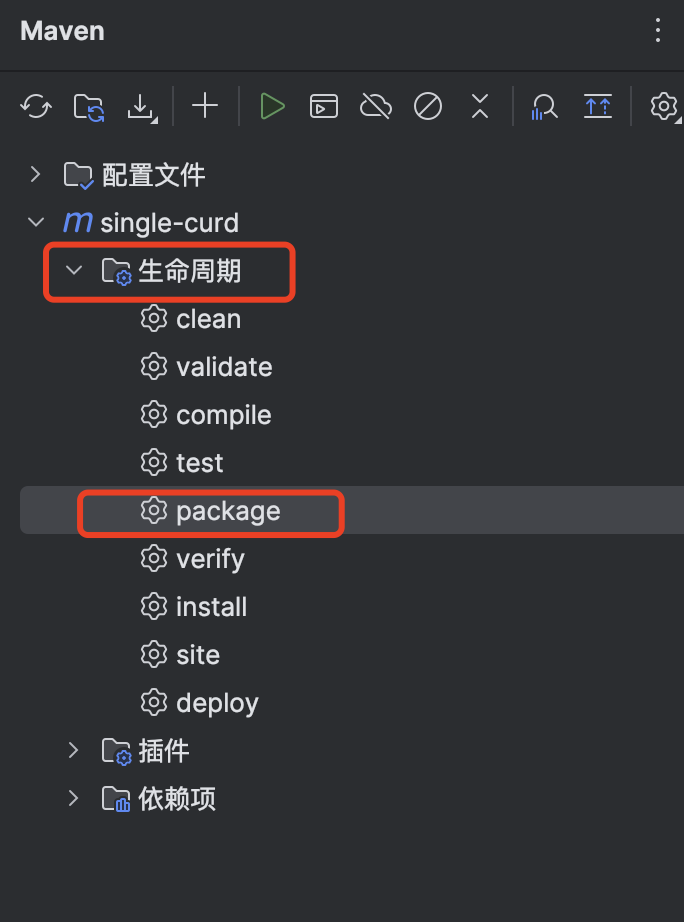 Maven
配置文件
m single-curd
生命周期
clean
validate
compile
test
package
verify
install
site
deploy
插件
依赖项